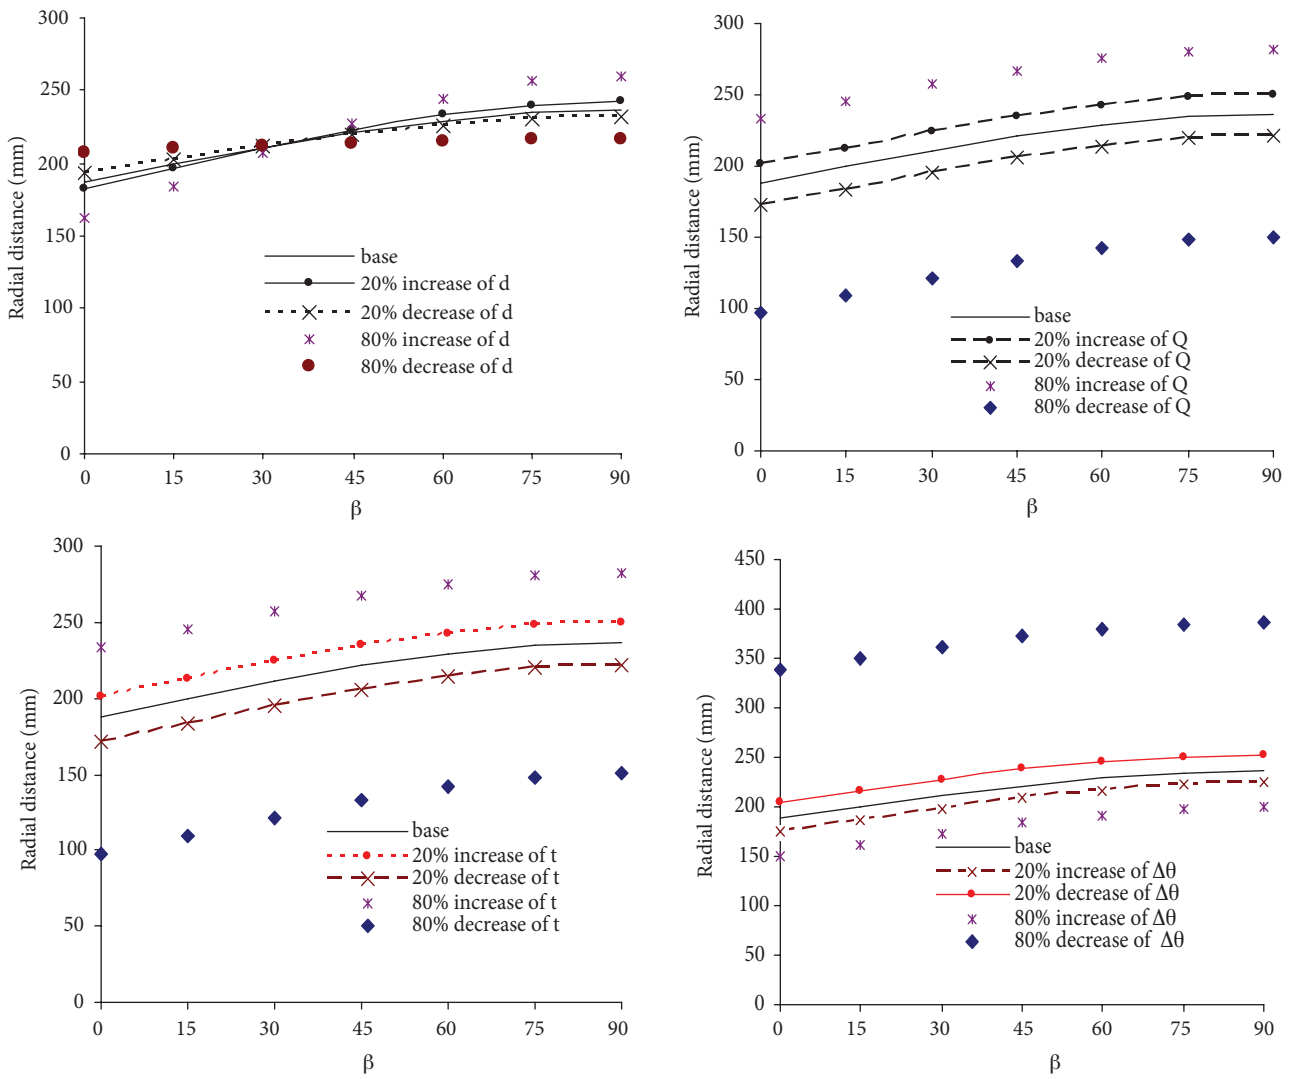 300
250
200
150
100
50
0
0 15 30 45 60 75 90
Radial distance (mm)
β
base
20% increase of d
20% decrease of d
80% increase of d
80% decrease of d
300
250
200
150
100
50
0
0 15 30 45 60 75 90
Radial distance (mm)
β
base
20% increase of Q
20% decrease of Q
80% increase of Q
80% decrease of Q
300
250
200
150
100
50
0
0 15 30 45 60 75 90
Radial distance (mm)
β
base
20% increase of t
20% decrease of t
80% increase of t
80% decrease of t
450
400
350
300
250
200
150
100
50
0
0 15 30 45 60 75 90
Radial distance (mm)
β
base
20% increase of Δθ
20% decrease of Δθ
80% increase of Δθ
80% decrease of Δθ